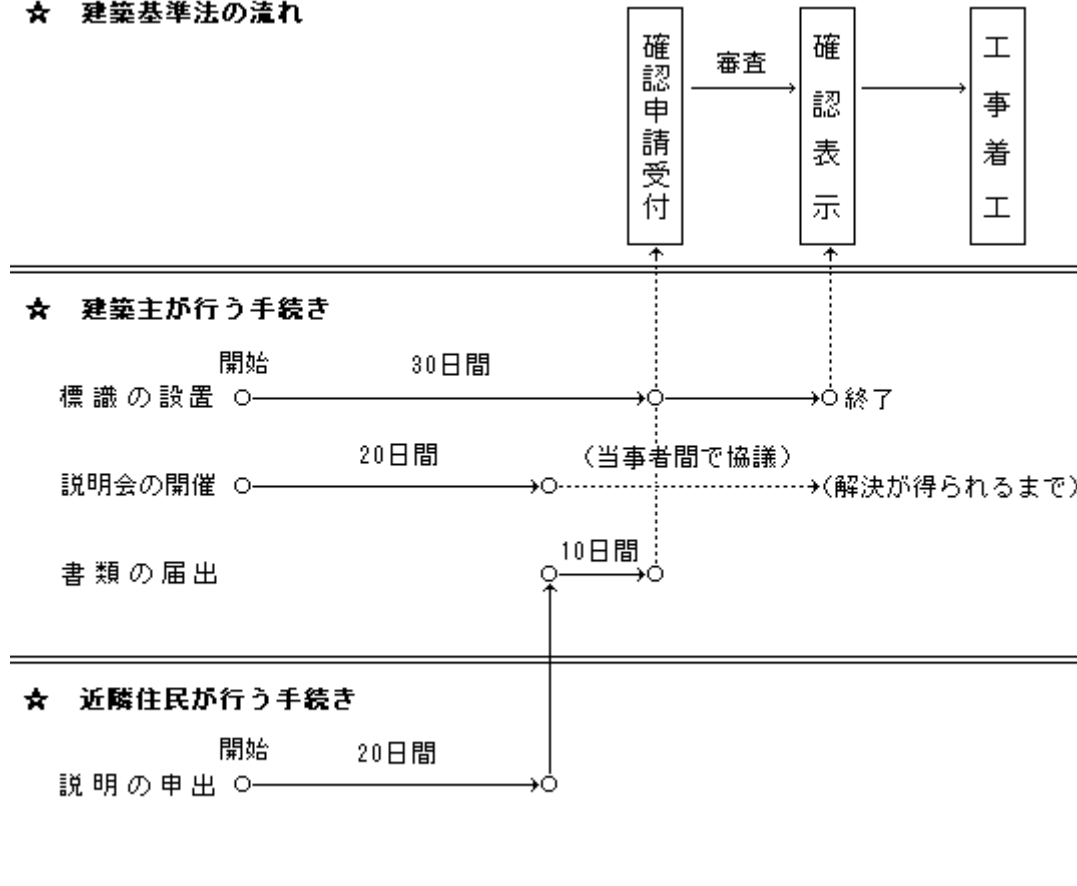 ☆ 建築基準法の流れ
確認申請受付
審査
確認表示
工事着工
☆ 建築主が行う手続き
開始 30日間
標識の設置 終了
20日間 (当事者間で協議)
説明会の開催 (解決が得られるまで)
10日間
書類の届出
☆ 近隣住民が行う手続き
開始 20日間
説明の申出